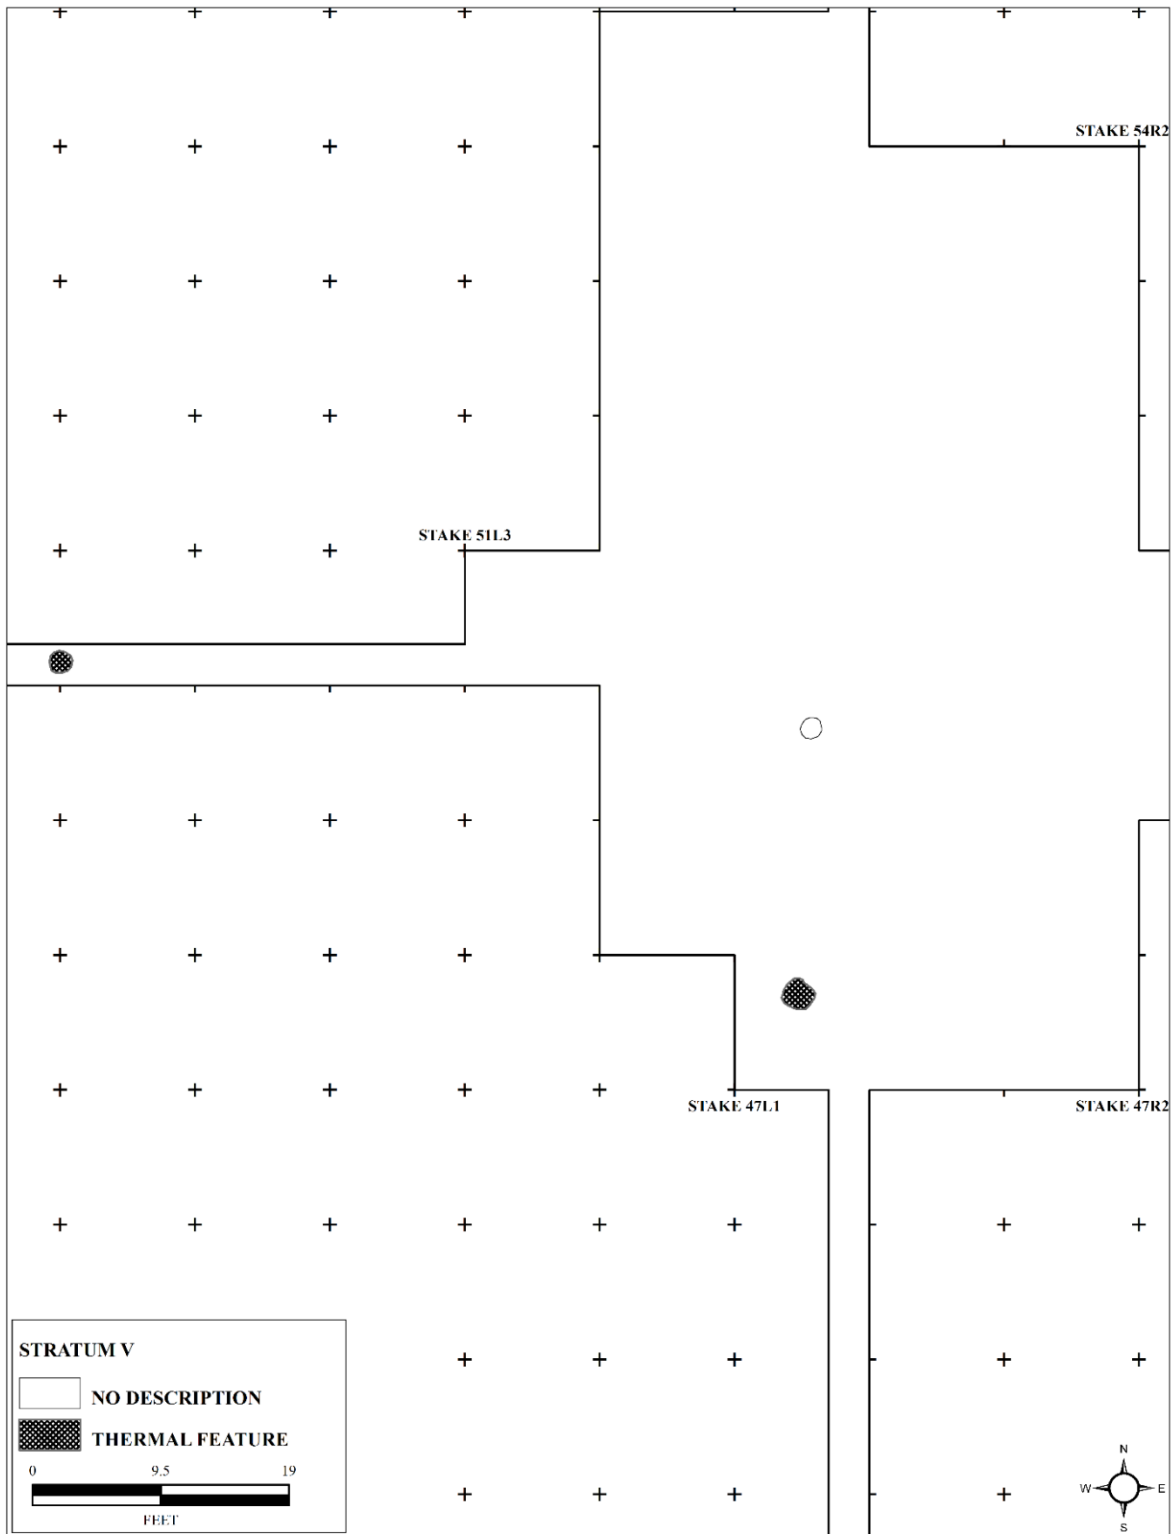 STAKE 54R2
STAKE 51L3
STAKE 47L1
STAKE 47R2
STRATUM V
NO DESCRIPTION
THERMAL FEATURE
0 9.5 19
FEET
N
W E
S